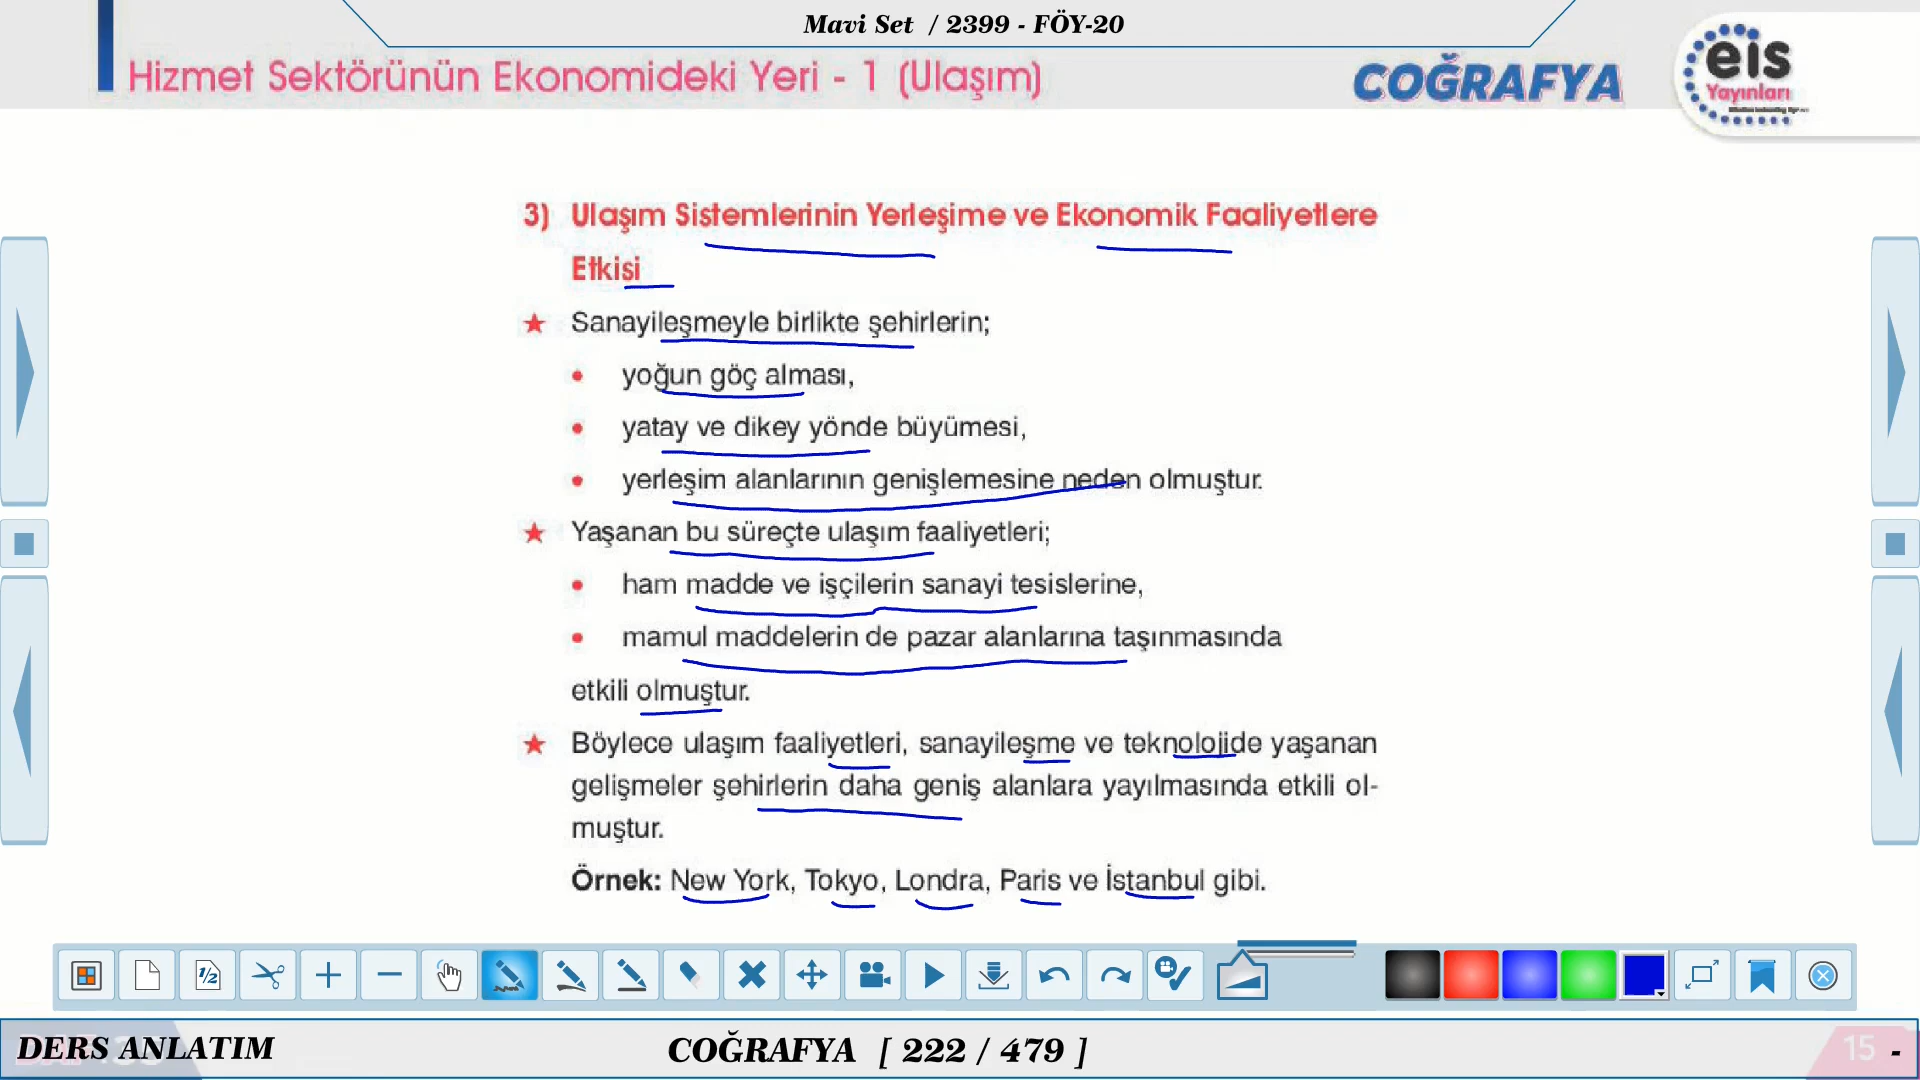 Mavi Set / 2399 - FÖY-20
Hizmet Sektörünün Ekonomideki Yeri - 1 (Ulaşım)
COĞRAFYA
eis
Yayınları
3) Ulaşım Sistemlerinin Yerleşime ve Ekonomik Faaliyetlere
Etkisi
★ Sanayileşmeyle birlikte şehirlerin;
• yoğun göç alması,
• yatay ve dikey yönde büyümesi,
• yerleşim alanlarının genişlemesine neden olmuştur.
★ Yaşanan bu süreçte ulaşım faaliyetleri;
• ham madde ve işçilerin sanayi tesislerine,
• mamul maddelerin de pazar alanlarına taşınmasında
etkili olmuştur.
★ Böylece ulaşım faaliyetleri, sanayileşme ve teknolojide yaşanan
gelişmeler şehirlerin daha geniş alanlara yayılmasında etkili ol-
muştur.
Örnek: New York, Tokyo, Londra, Paris ve İstanbul gibi.
1/2
DERS ANLATIM
COĞRAFYA [ 222 / 479 ]
15 -